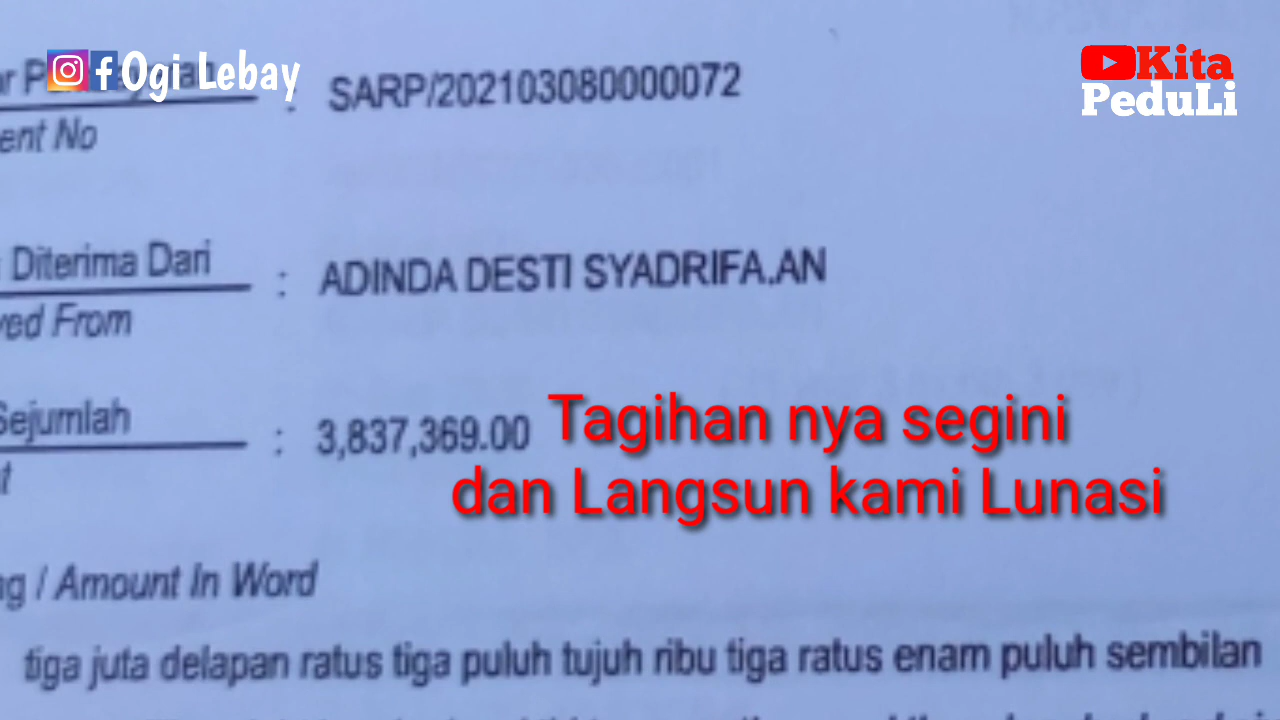 Ogi Lebay
Kita
PeduLi
: SARP/202103080000072
ent No
Diterima Dari : ADINDA DESTI SYADRIFA.AN
ved From
Sejumlah : 3,837,369.00
Tagihan nya segini
dan Langsun kami Lunasi
ng / Amount In Word
tiga juta delapan ratus tiga puluh tujuh ribu tiga ratus enam puluh sembilan